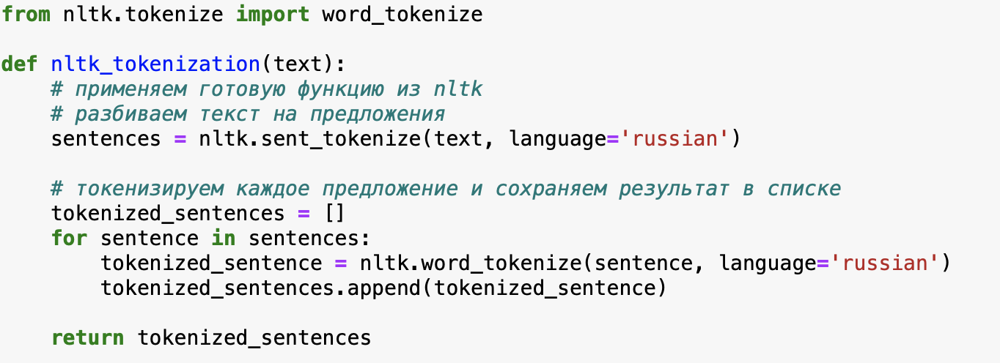 from nltk.tokenize import word_tokenize
def nltk_tokenization(text):
# применяем готовую функцию из nltk
# разбиваем текст на предложения
sentences = nltk.sent_tokenize(text, language='russian')
# токенизируем каждое предложение и сохраняем результат в списке
tokenized_sentences = []
for sentence in sentences:
tokenized_sentence = nltk.word_tokenize(sentence, language='russian')
tokenized_sentences.append(tokenized_sentence)
return tokenized_sentences